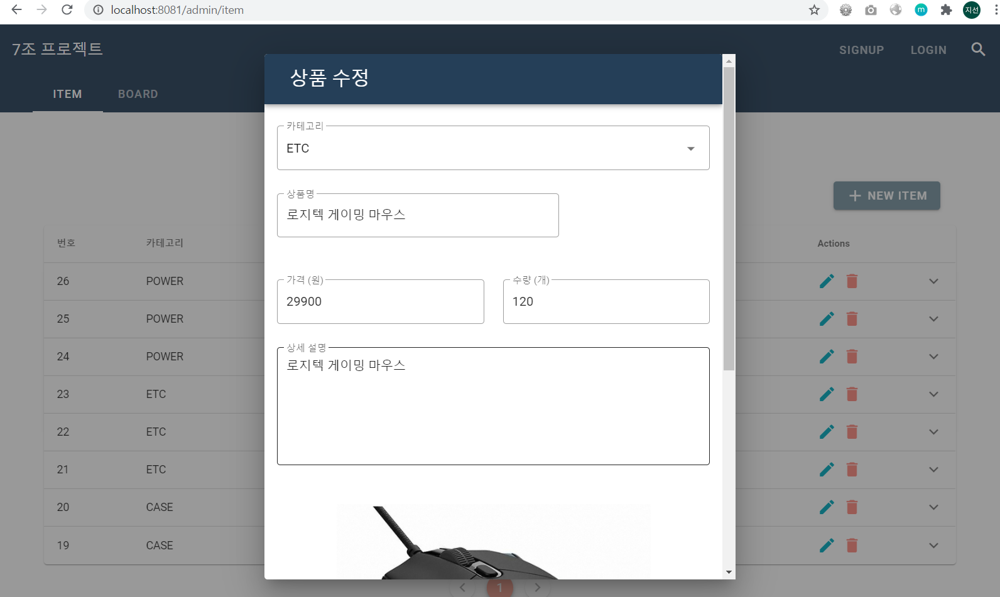 localhost:8081/admin/item
m
지선
7조 프로젝트
SIGNUP
LOGIN
ITEM
BOARD
상품 수정
카테고리
ETC
상품명
로지텍 게이밍 마우스
NEW ITEM
가격 (원)
29900
수량 (개)
120
상세 설명
로지텍 게이밍 마우스
번호 카테고리 Actions
26 POWER
25 POWER
24 POWER
23 ETC
22 ETC
21 ETC
20 CASE
19 CASE
1